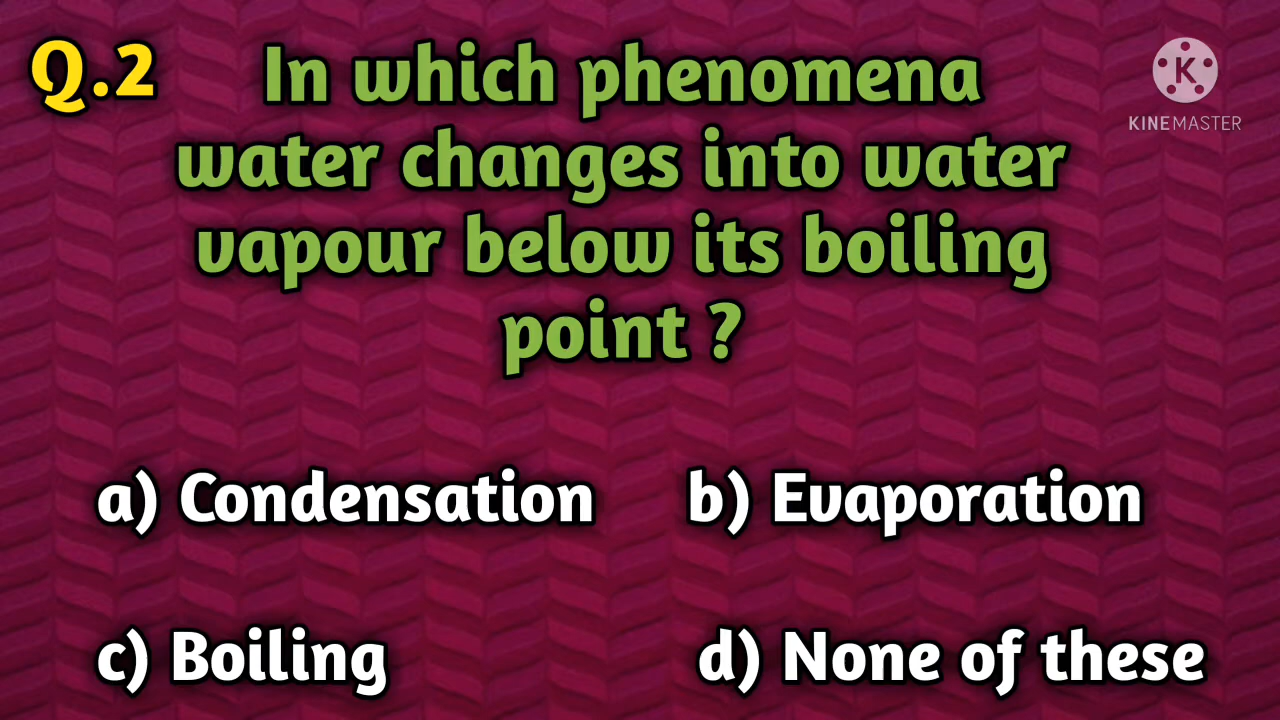 Q.2
In which phenomena
water changes into water
vapour below its boiling
point ?
K
KINEMASTER
a) Condensation b) Evaporation
c) Boiling d) None of these